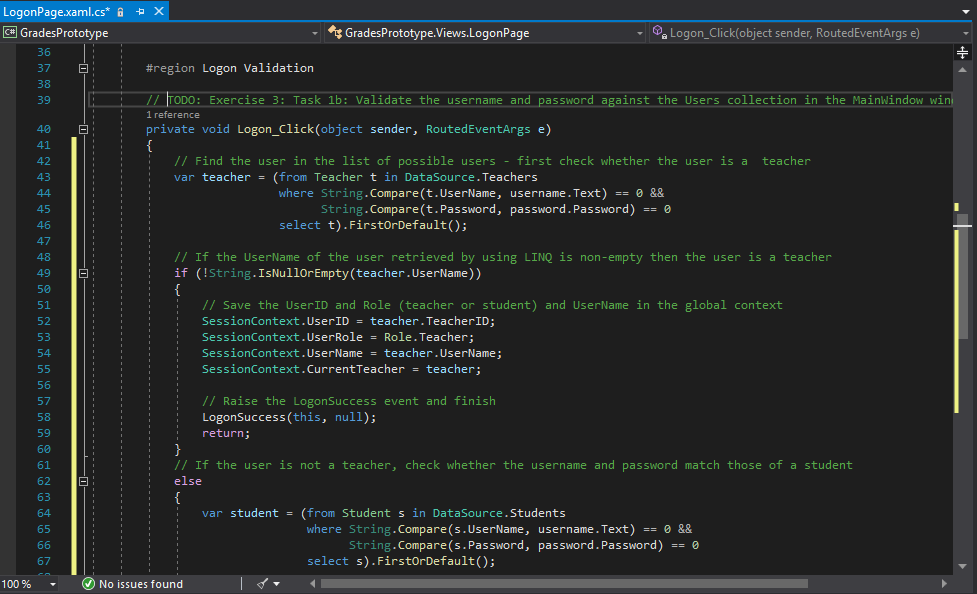 LogonPage.xaml.cs*
GradesPrototype GradesPrototype.Views.LogonPage Logon_Click(object sender, RoutedEventArgs e)
36
37 #region Logon Validation
38
39 // TODO: Exercise 3: Task 1b: Validate the username and password against the Users collection in the MainWindow win
1 reference
40 private void Logon_Click(object sender, RoutedEventArgs e)
41 {
42 // Find the user in the list of possible users - first check whether the user is a  teacher
43 var teacher = (from Teacher t in DataSource.Teachers
44 where String.Compare(t.UserName, username.Text) == 0 &&
45 String.Compare(t.Password, password.Password) == 0
46 select t).FirstOrDefault();
47
48 // If the UserName of the user retrieved by using LINQ is non-empty then the user is a teacher
49 if (!String.IsNullOrEmpty(teacher.UserName))
50 {
51 // Save the UserID and Role (teacher or student) and UserName in the global context
52 SessionContext.UserID = teacher.TeacherID;
53 SessionContext.UserRole = Role.Teacher;
54 SessionContext.UserName = teacher.UserName;
55 SessionContext.CurrentTeacher = teacher;
56
57 // Raise the LogonSuccess event and finish
58 LogonSuccess(this, null);
59 return;
60 }
61 // If the user is not a teacher, check whether the username and password match those of a student
62 else
63 {
64 var student = (from Student s in DataSource.Students
65 where String.Compare(s.UserName, username.Text) == 0 &&
66 String.Compare(s.Password, password.Password) == 0
67 select s).FirstOrDefault();
100 % No issues found